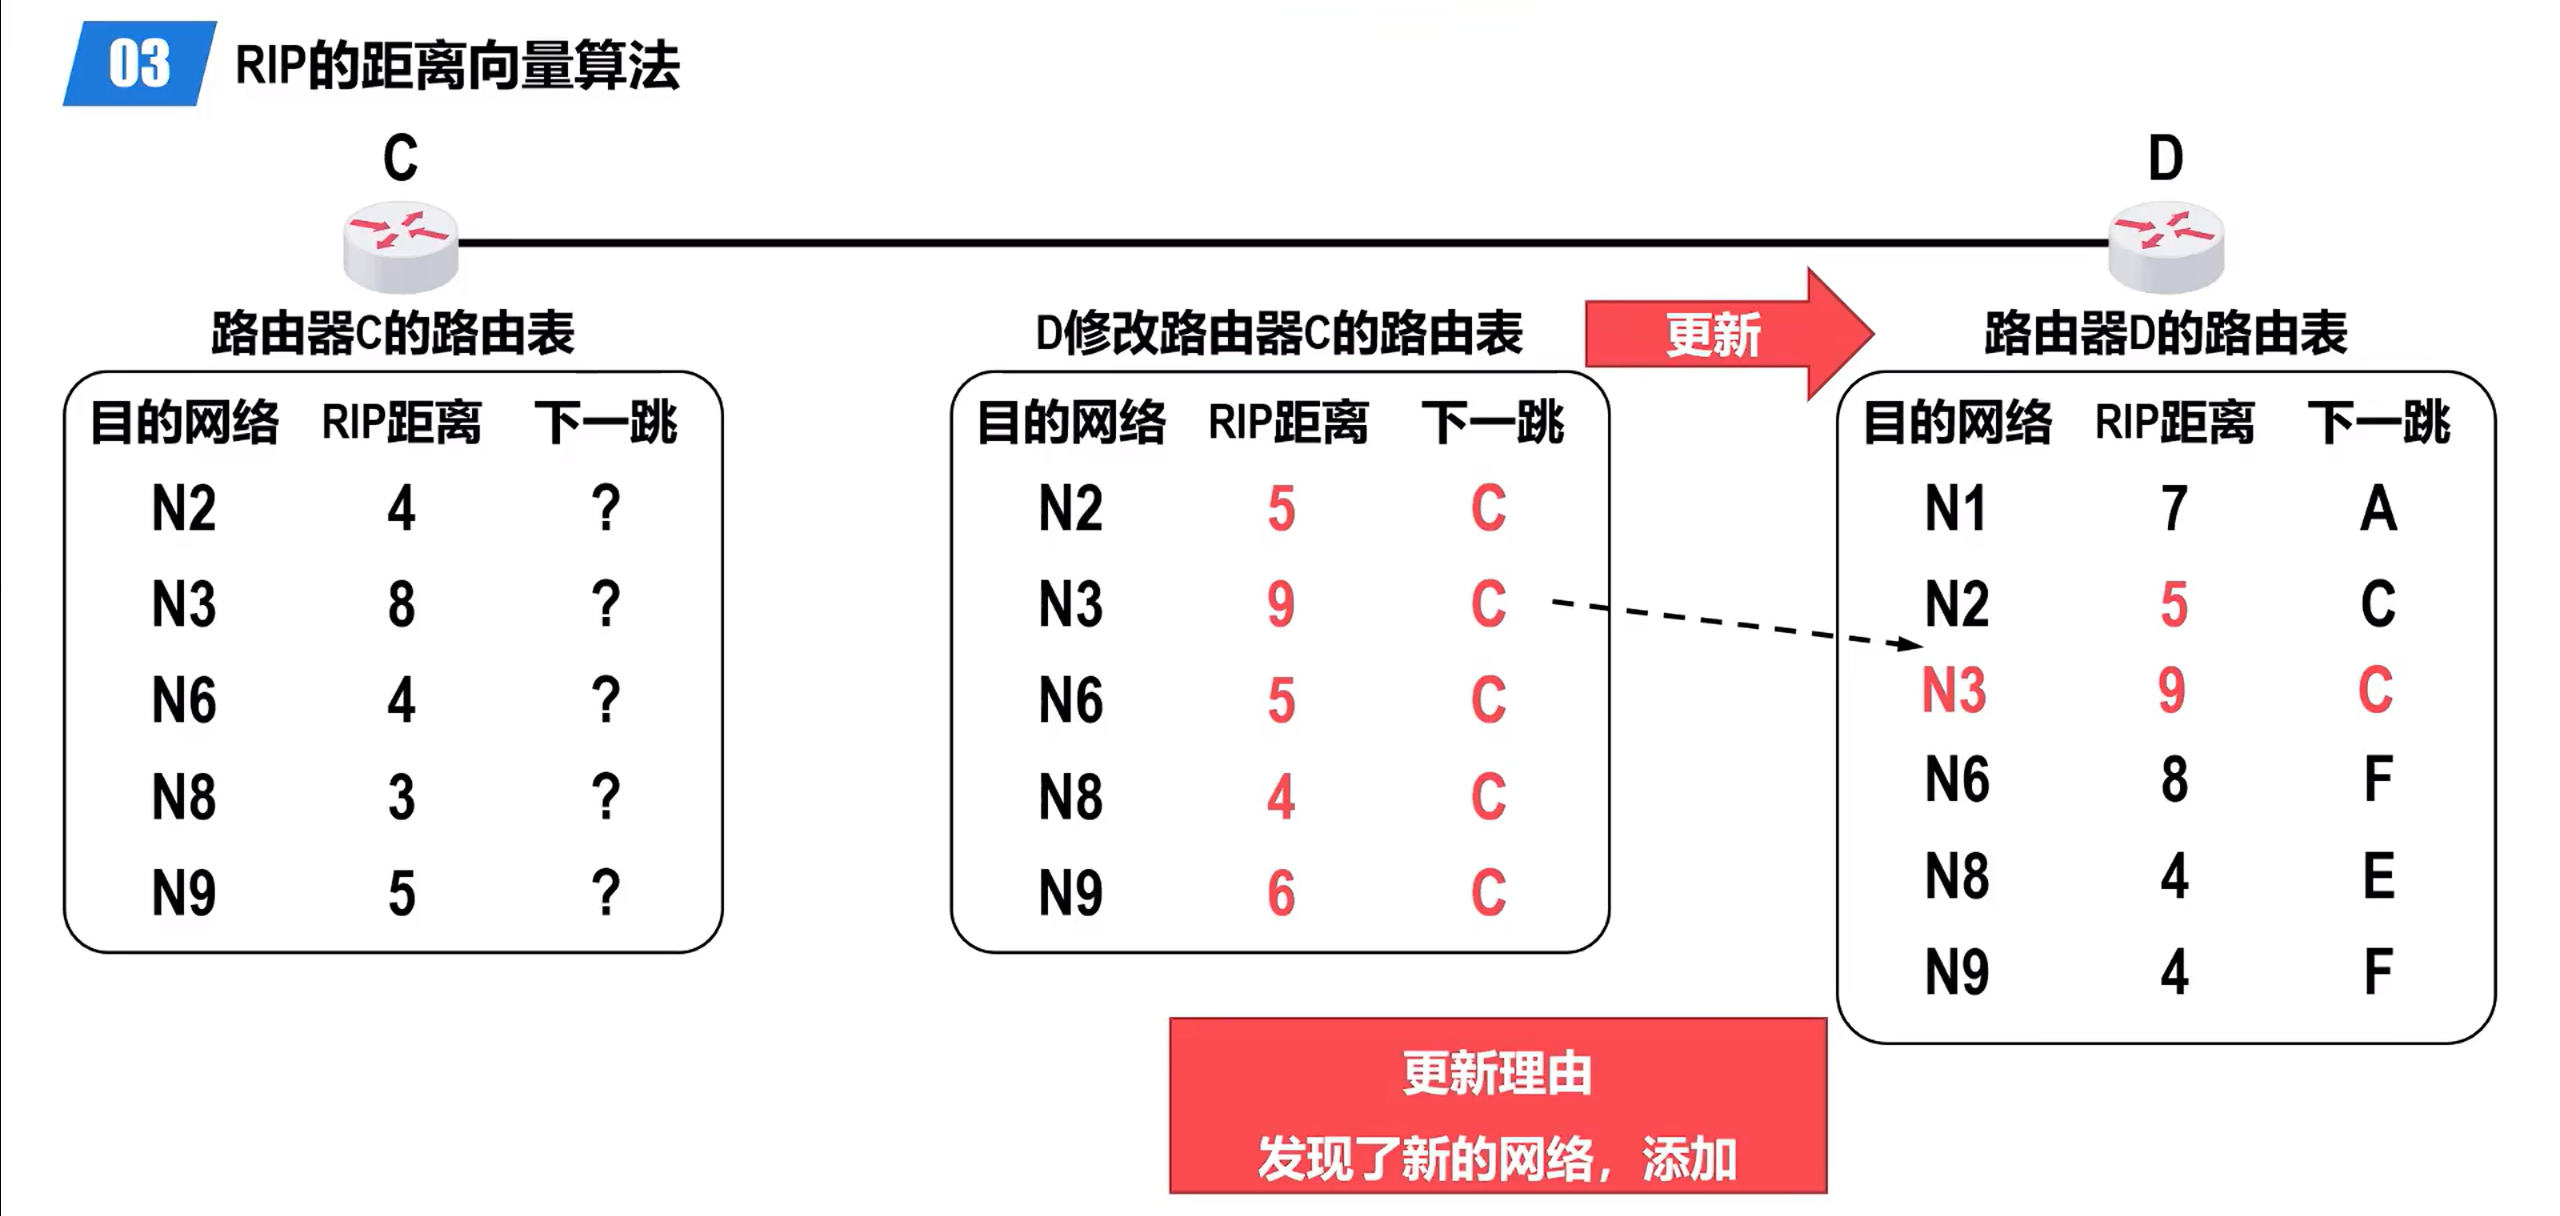 03 RIP的距离向量算法
C
D
路由器C的路由表
目的网络 RIP距离 下一跳
N2 4 ?
N3 8 ?
N6 4 ?
N8 3 ?
N9 5 ?
D修改路由器C的路由表
目的网络 RIP距离 下一跳
N2 5 C
N3 9 C
N6 5 C
N8 4 C
N9 6 C
更新
路由器D的路由表
目的网络 RIP距离 下一跳
N1 7 A
N2 5 C
N3 9 C
N6 8 F
N8 4 E
N9 4 F
更新理由
发现了新的网络，添加